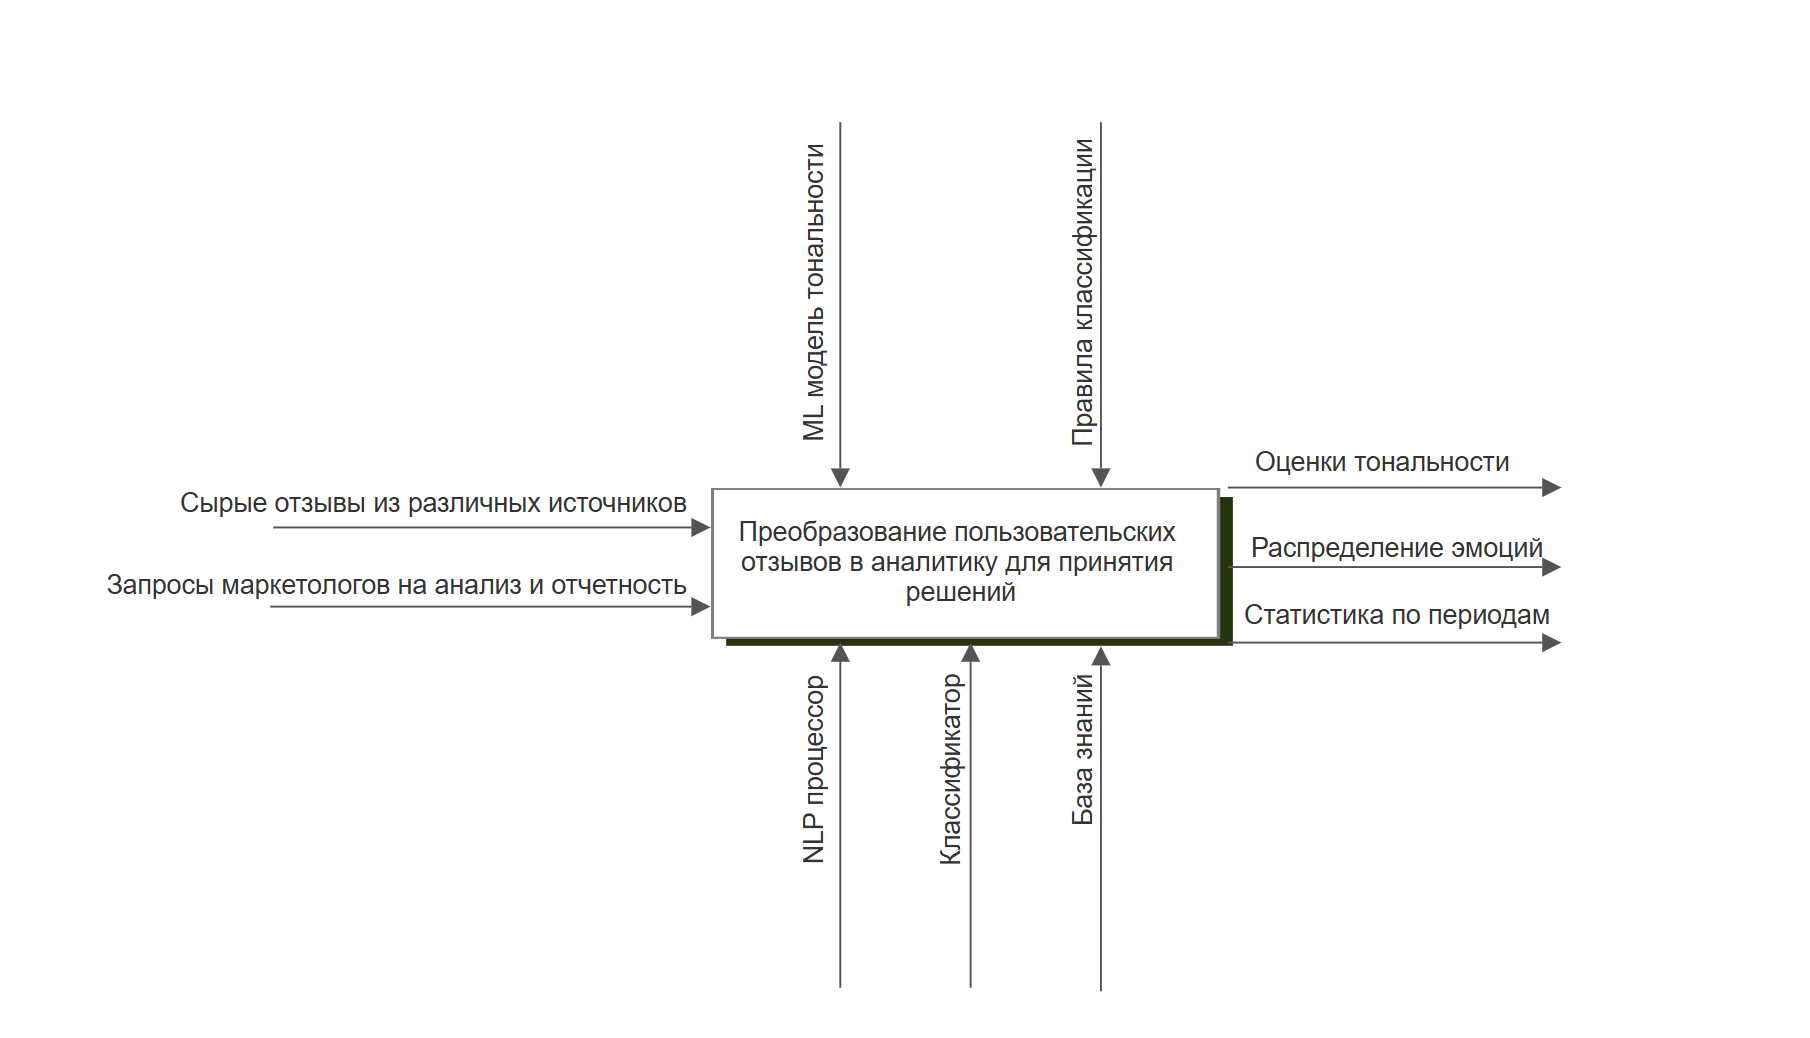 ML модель тональности
Правила классификации
Сырые отзывы из различных источников
Запросы маркетологов на анализ и отчетность
Преобразование пользовательских
отзывов в аналитику для принятия
решений
Оценки тональности
Распределение эмоций
Статистика по периодам
NLP процессор
Классификатор
База знаний